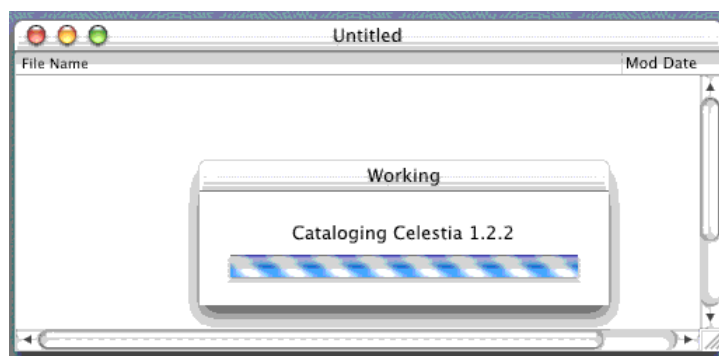 Untitled
File Name Mod Date
Working
Cataloging Celestia 1.2.2